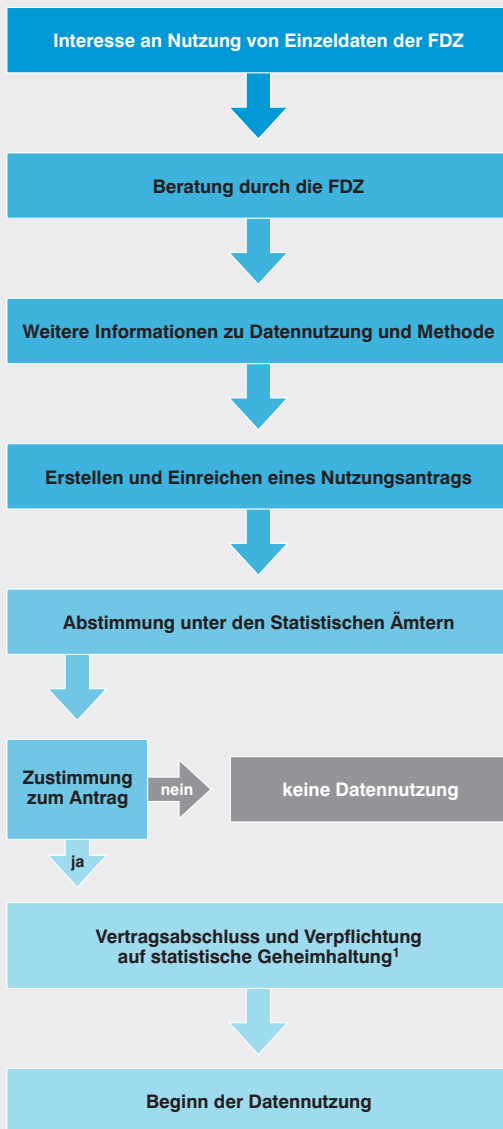 Interesse an Nutzung von Einzeldaten der FDZ
Beratung durch die FDZ
Weitere Informationen zu Datennutzung und Methode
Erstellen und Einreichen eines Nutzungsantrags
Abstimmung unter den Statistischen Ämtern
Zustimmung
zum Antrag
nein
keine Datennutzung
ja
Vertragsabschluss und Verpflichtung
auf statistische Geheimhaltung¹
Beginn der Datennutzung